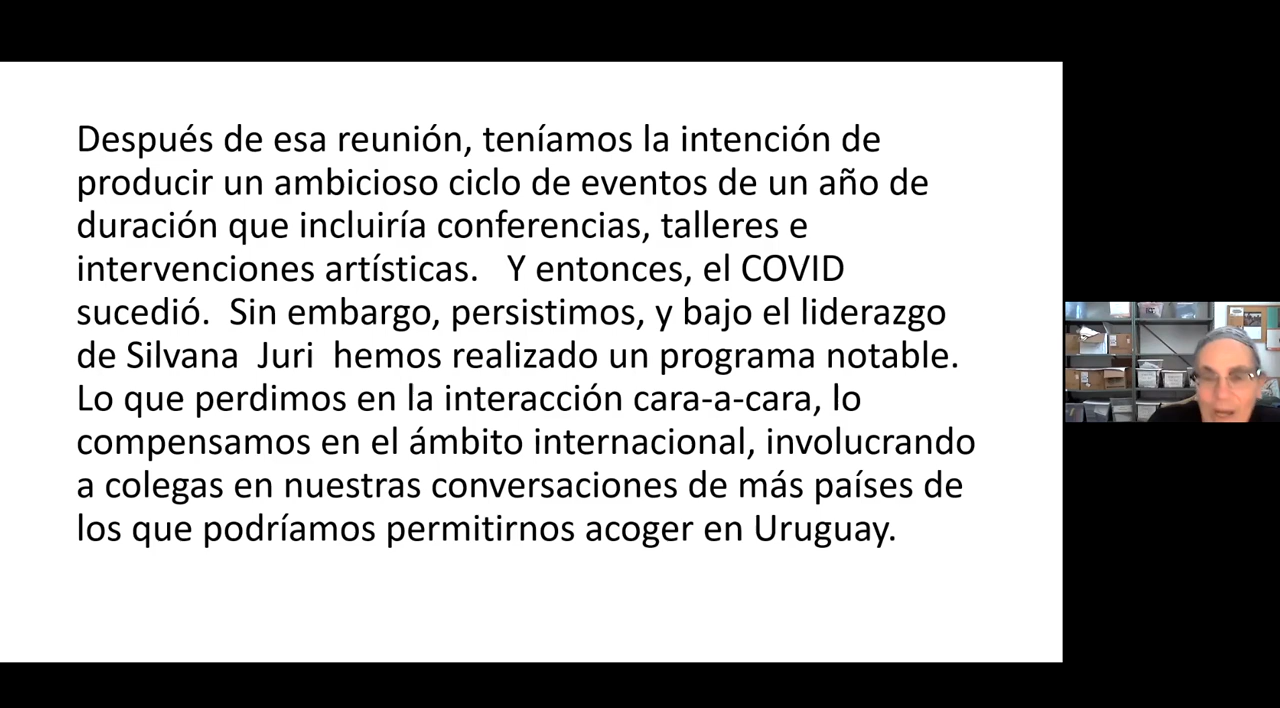 Después de esa reunión, teníamos la intención de
producir un ambicioso ciclo de eventos de un año de
duración que incluiría conferencias, talleres e
intervenciones artísticas.   Y entonces, el COVID
sucedió.  Sin embargo, persistimos, y bajo el liderazgo
de Silvana  Juri  hemos realizado un programa notable.
Lo que perdimos en la interacción cara-a-cara, lo
compensamos en el ámbito internacional, involucrando
a colegas en nuestras conversaciones de más países de
los que podríamos permitirnos acoger en Uruguay.